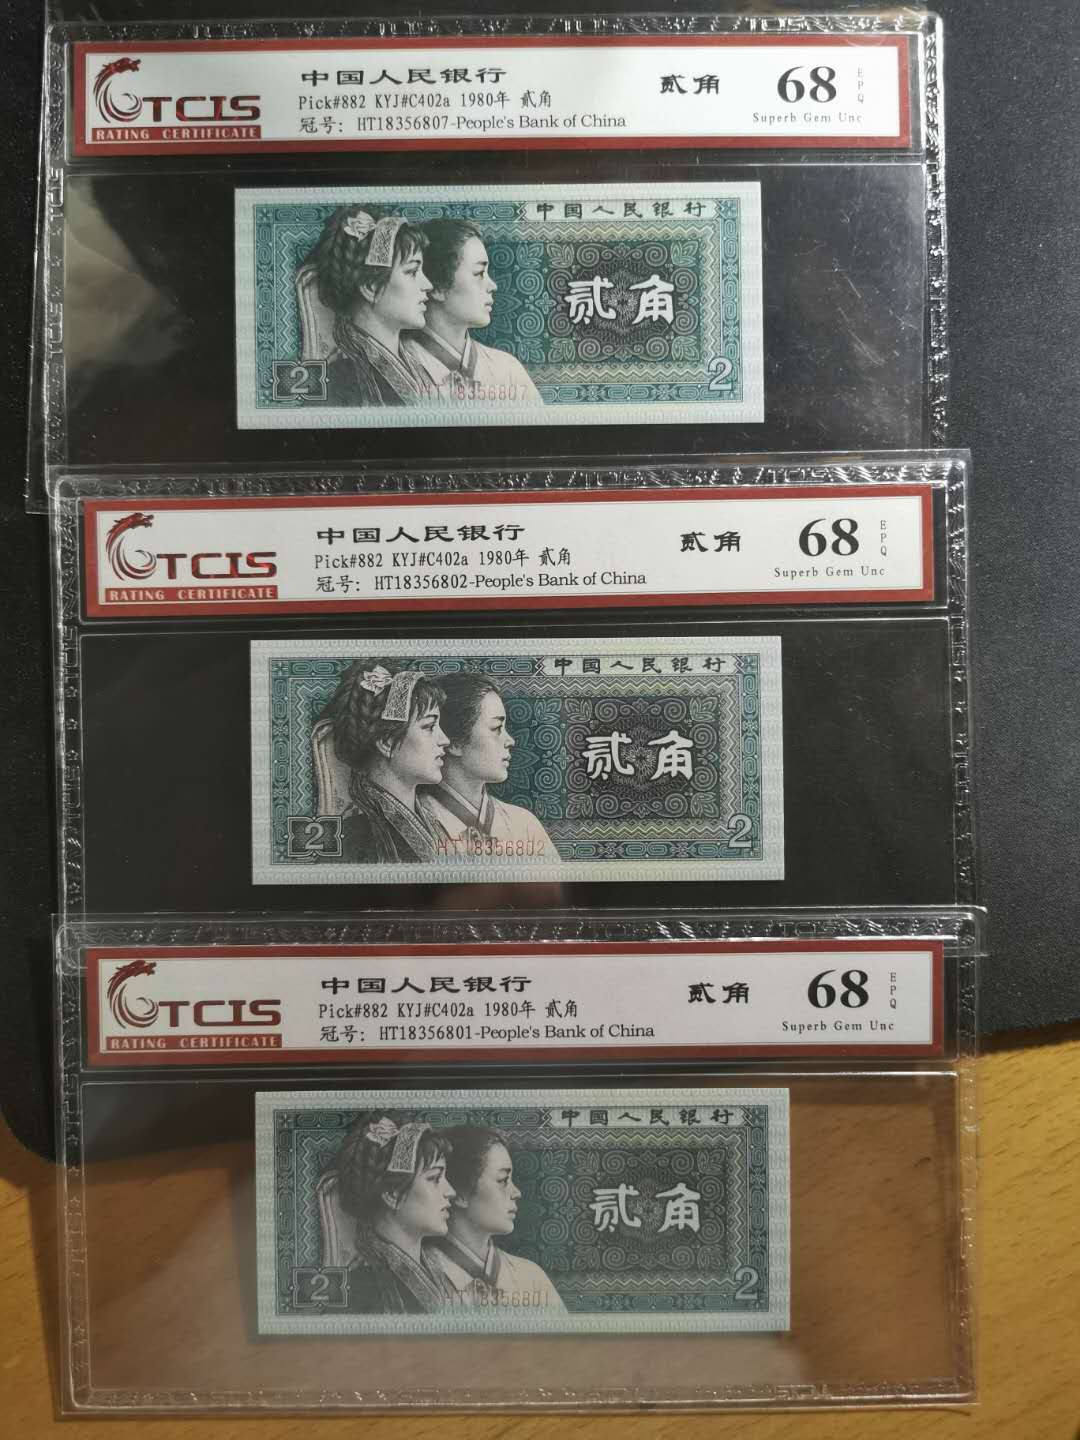 TCIS
RATING CERTIFICATE
中国人民银行
Pick#882 KYJ#C402a 1980年 贰角
冠号: HT18356807-People's Bank of China
贰角
68
EPQ
Superb Gem Unc
中国人民银行
贰角
2
HT18356807
2
TCIS
RATING CERTIFICATE
中国人民银行
Pick#882 KYJ#C402a 1980年 贰角
冠号: HT18356802-People's Bank of China
贰角
68
EPQ
Superb Gem Unc
中国人民银行
贰角
2
HT18356802
2
TCIS
RATING CERTIFICATE
中国人民银行
Pick#882 KYJ#C402a 1980年 贰角
冠号: HT18356801-People's Bank of China
贰角
68
EPQ
Superb Gem Unc
中国人民银行
贰角
2
HT18356801
2